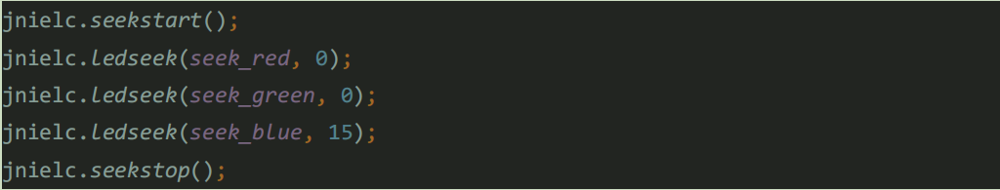 jnielc.seekstart();
jnielc.ledseek(seek_red, 0);
jnielc.ledseek(seek_green, 0);
jnielc.ledseek(seek_blue, 15);
jnielc.seekstop();